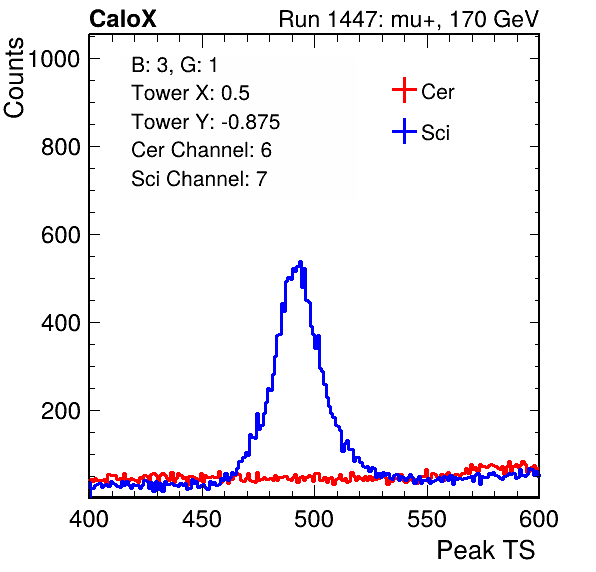 CaloX Run 1447: mu+, 170 GeV
Counts
1000
800
600
400
200
B: 3, G: 1
Tower X: 0.5
Tower Y: -0.875
Cer Channel: 6
Sci Channel: 7
Cer
Sci
400 450 500 550 600
Peak TS